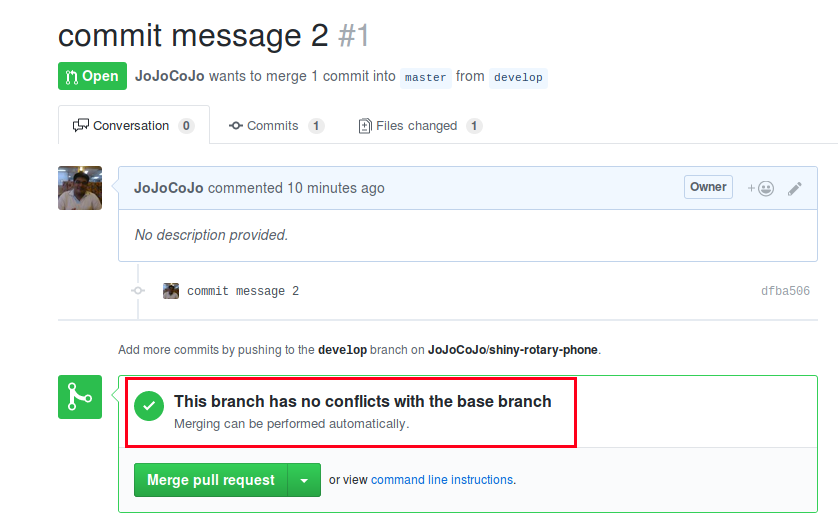 commit message 2 #1
Open JoJoCoJo wants to merge 1 commit into master from develop
Conversation 0 Commits 1 Files changed 1
JoJoCoJo commented 10 minutes ago Owner
No description provided.
commit message 2 dfba506
Add more commits by pushing to the develop branch on JoJoCoJo/shiny-rotary-phone.
This branch has no conflicts with the base branch
Merging can be performed automatically.
Merge pull request or view command line instructions.